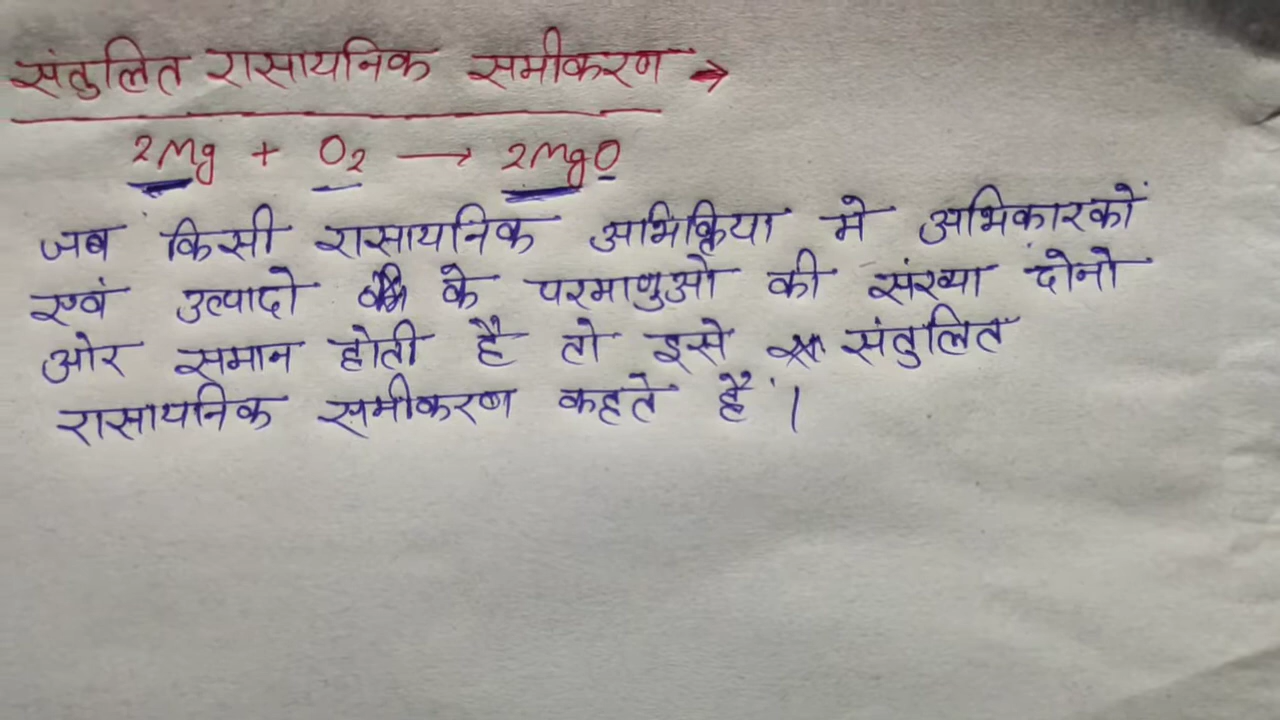 संतुलित रासायनिक समीकरण →
2Mg + O₂ → 2MgO
जब किसी रासायनिक अभिक्रिया मे अभिकारकों
एवं उत्पादो के परमाणुओ की संख्या दोनो
ओर समान होती है तो इसे संतुलित
रासायनिक समीकरण कहते है।